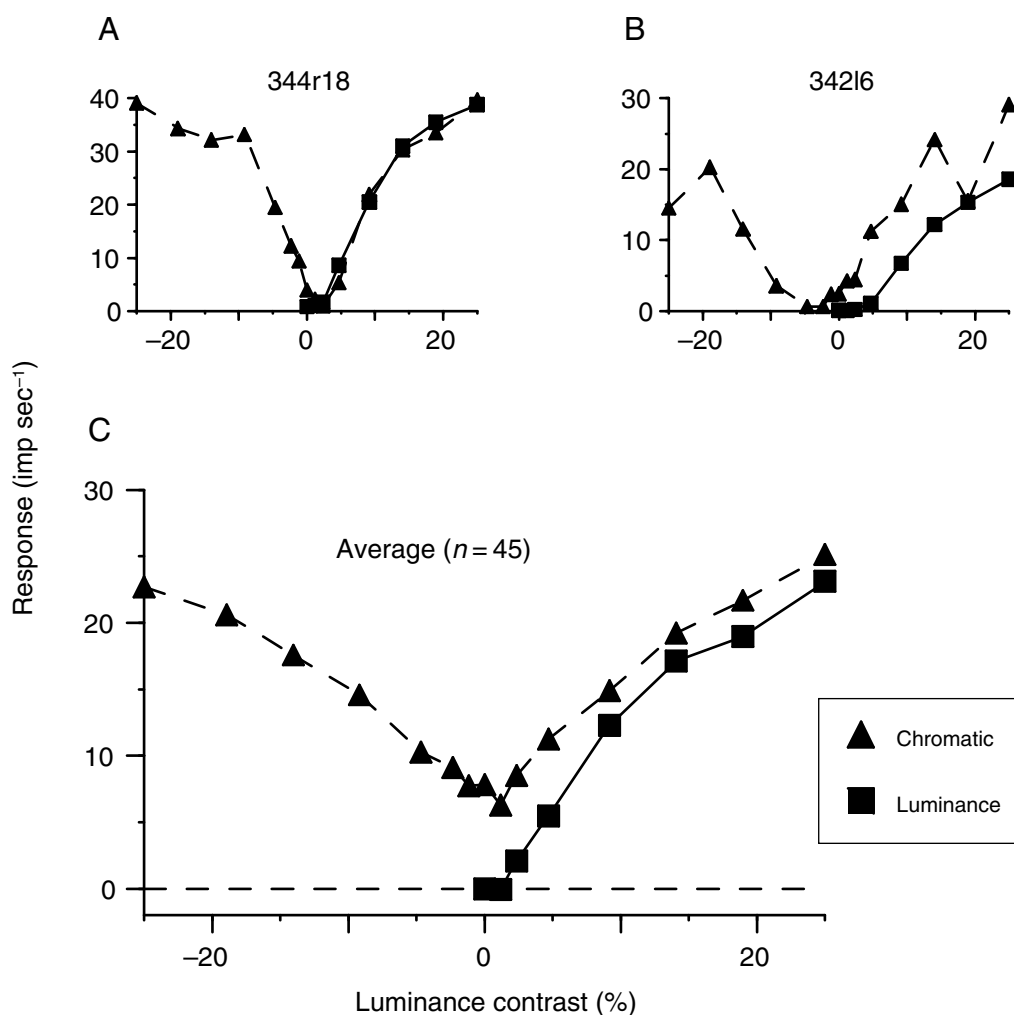 A
B
344r18
342l6
40
30
20
10
0
−20
0
20
30
20
10
0
−20
0
20
Response (imp sec⁻¹)
C
30
20
10
0
Average (n = 45)
−20
0
20
Chromatic
Luminance
Luminance contrast (%)